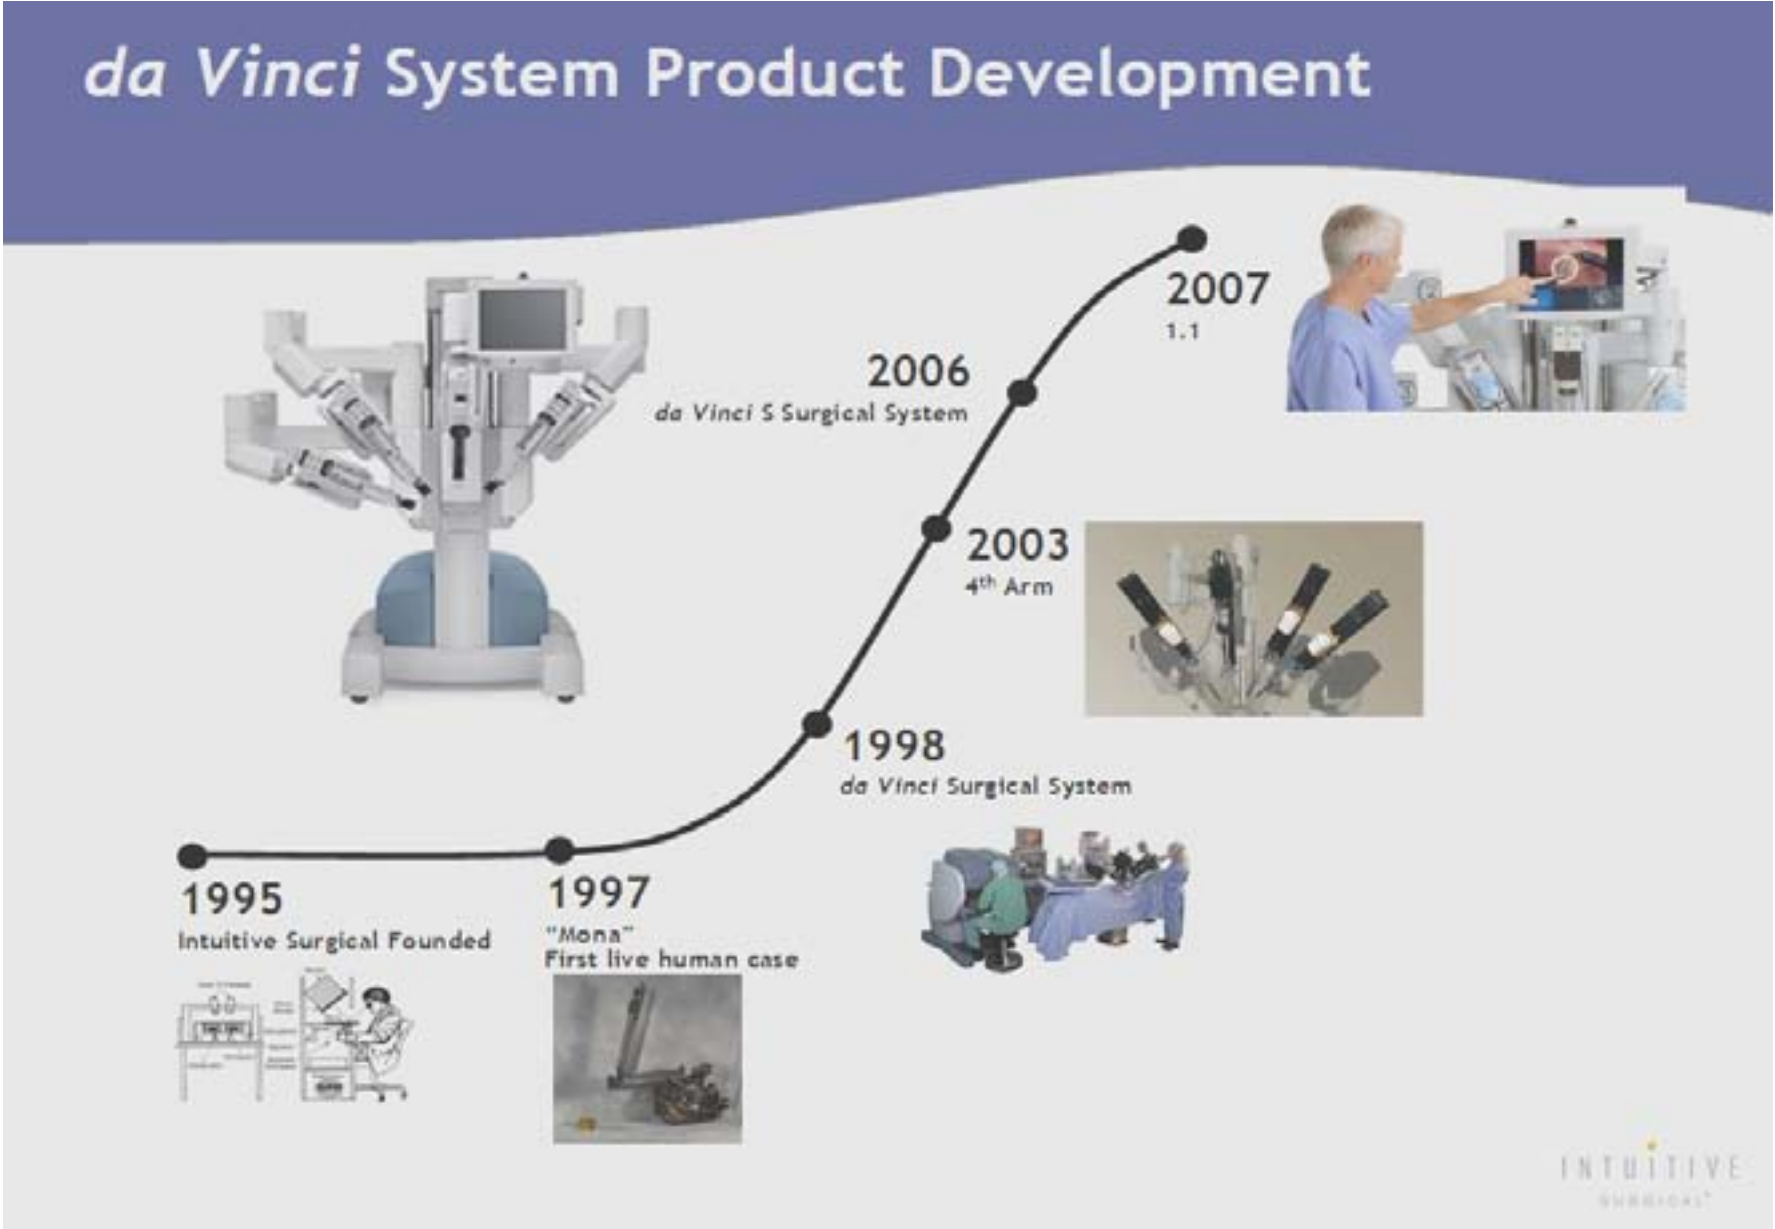 da Vinci System Product Development
2007
1.1
2006
da Vinci S Surgical System
2003
4th Arm
1998
da Vinci Surgical System
1995
Intuitive Surgical Founded
1997
"Mona"
First live human case
INTUITIVE
SURGICAL